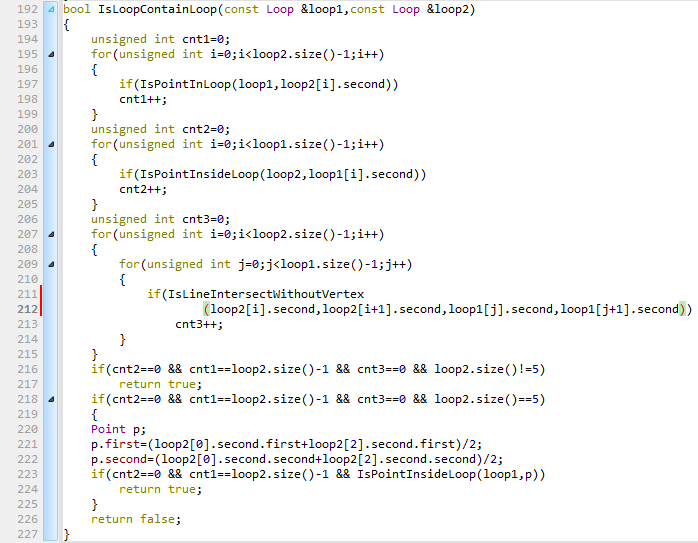 192 bool IsLoopContainLoop(const Loop &loop1,const Loop &loop2)
193 {
194     unsigned int cnt1=0;
195     for(unsigned int i=0;i<loop2.size()-1;i++)
196     {
197         if(IsPointInLoop(loop1,loop2[i].second))
198         cnt1++;
199     }
200     unsigned int cnt2=0;
201     for(unsigned int i=0;i<loop1.size()-1;i++)
202     {
203         if(IsPointInsideLoop(loop2,loop1[i].second))
204         cnt2++;
205     }
206     unsigned int cnt3=0;
207     for(unsigned int i=0;i<loop2.size()-1;i++)
208     {
209         for(unsigned int j=0;j<loop1.size()-1;j++)
210         {
211             if(IsLineIntersectWithoutVertex
212                     (loop2[i].second,loop2[i+1].second,loop1[j].second,loop1[j+1].second))
213                 cnt3++;
214         }
215     }
216     if(cnt2==0 && cnt1==loop2.size()-1 && cnt3==0 && loop2.size()!=5)
217         return true;
218     if(cnt2==0 && cnt1==loop2.size()-1 && cnt3==0 && loop2.size()==5)
219     {
220     Point p;
221     p.first=(loop2[0].second.first+loop2[2].second.first)/2;
222     p.second=(loop2[0].second.second+loop2[2].second.second)/2;
223     if(cnt2==0 && cnt1==loop2.size()-1 && IsPointInsideLoop(loop1,p))
224         return true;
225     }
226     return false;
227 }